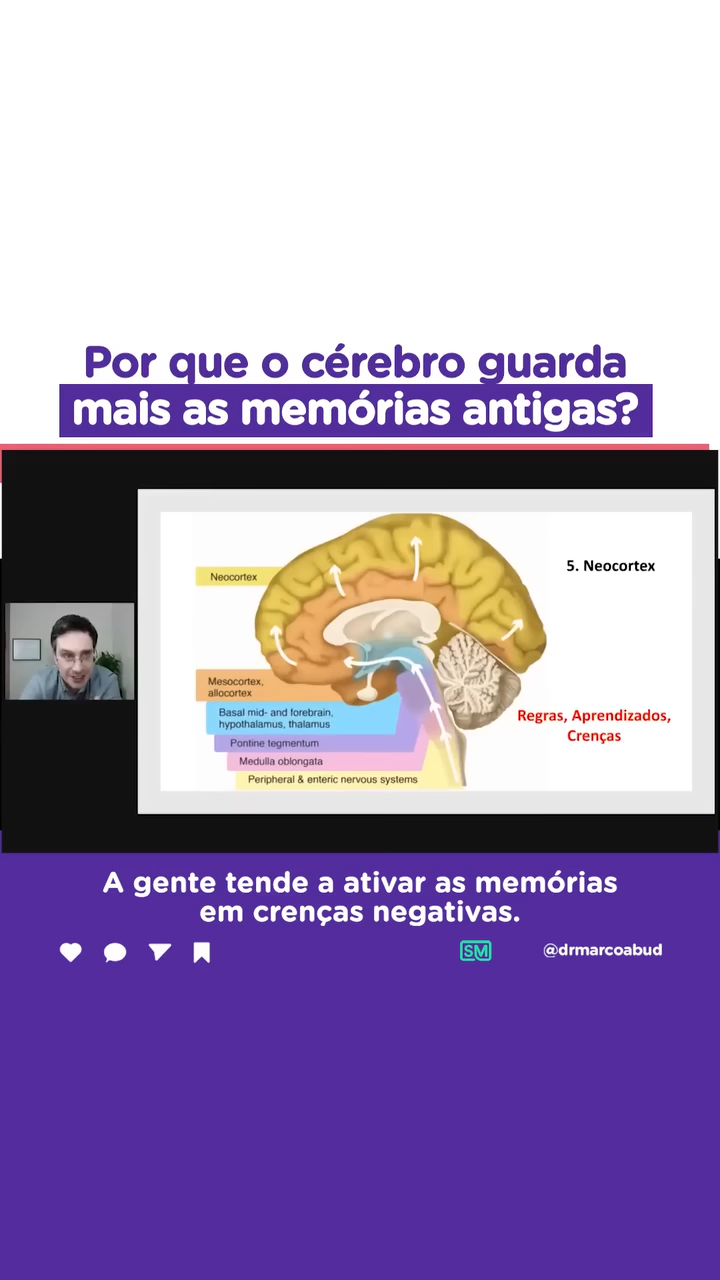 Por que o cérebro guarda
mais as memórias antigas?
5. Neocortex
Neocortex
Mesocortex,
allocortex
Basal mid- and forebrain,
hypothalamus, thalamus
Pontine tegmentum
Medulla oblongata
Peripheral & enteric nervous systems
Regras, Aprendizados,
Crenças
A gente tende a ativar as memórias
em crenças negativas.
SM
@drmarcoabud